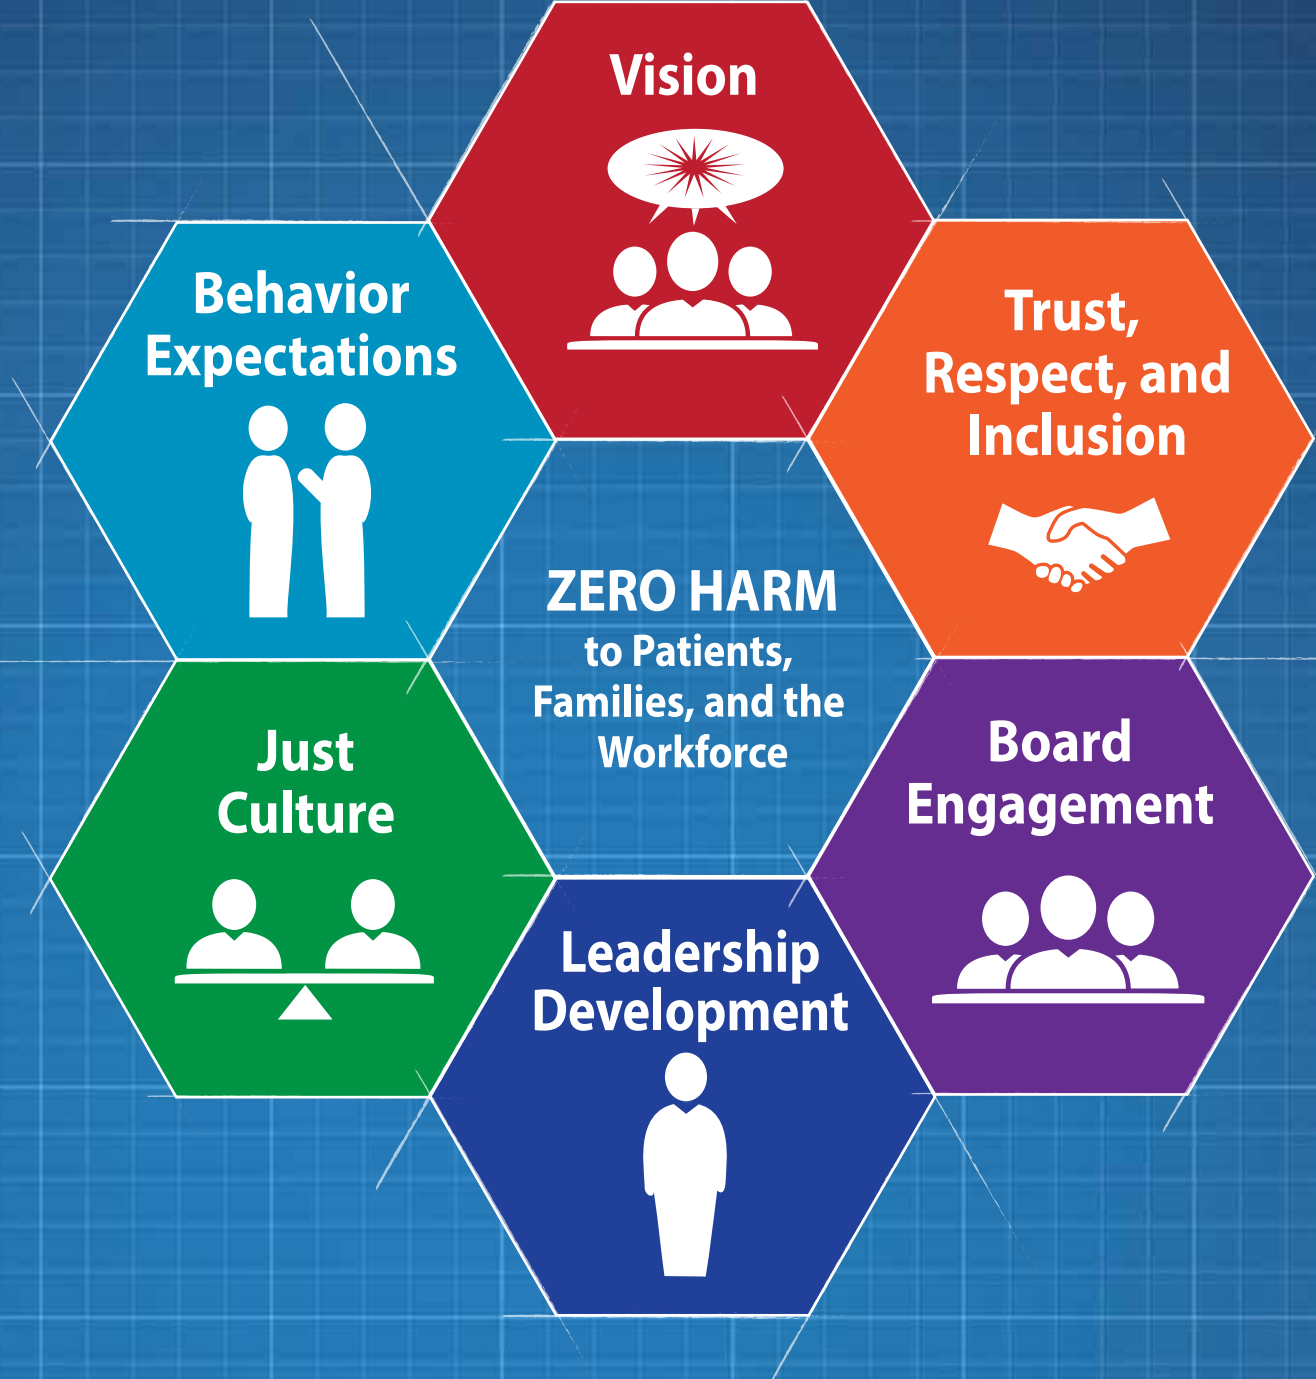 Vision
Behavior
Expectations
Trust,
Respect, and
Inclusion
ZERO HARM
to Patients,
Families, and the
Workforce
Just
Culture
Board
Engagement
Leadership
Development